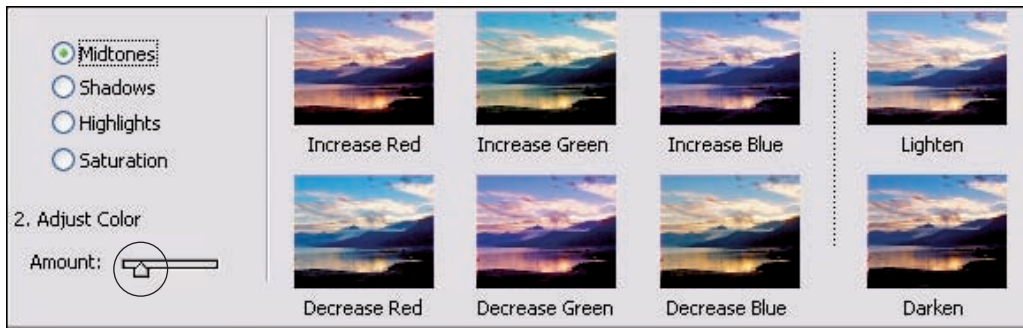 Midtones
Shadows
Highlights
Saturation
2. Adjust Color
Amount:
Increase Red
Increase Green
Increase Blue
Lighten
Decrease Red
Decrease Green
Decrease Blue
Darken